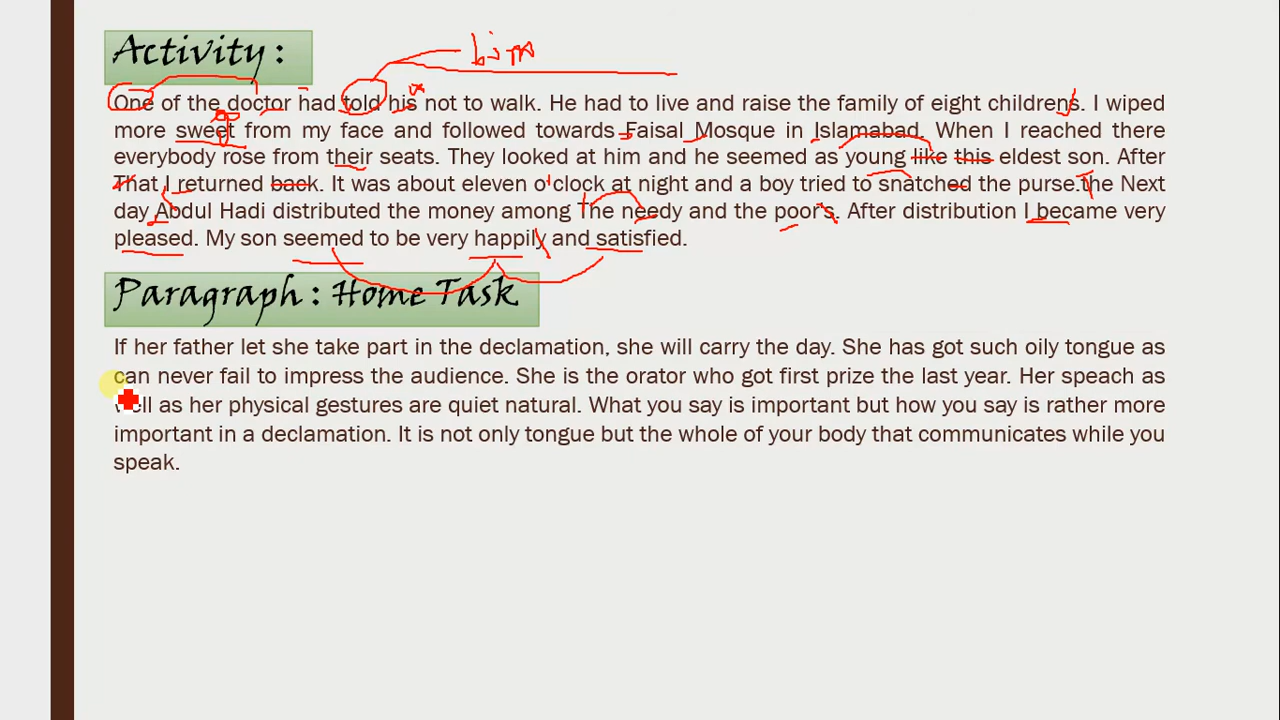 Activity :
him
One of the doctor had told his not to walk. He had to live and raise the family of eight childrens. I wiped
more sweet from my face and followed towards Faisal Mosque in Islamabad. When I reached there
everybody rose from their seats. They looked at him and he seemed as young like this eldest son. After
That I returned back. It was about eleven o'clock at night and a boy tried to snatched the purse.the Next
day Abdul Hadi distributed the money among The needy and the poor's. After distribution I became very
pleased. My son seemed to be very happily and satisfied.
Paragraph : Home Task
If her father let she take part in the declamation, she will carry the day. She has got such oily tongue as
can never fail to impress the audience. She is the orator who got first prize the last year. Her speach as
well as her physical gestures are quiet natural. What you say is important but how you say is rather more
important in a declamation. It is not only tongue but the whole of your body that communicates while you
speak.